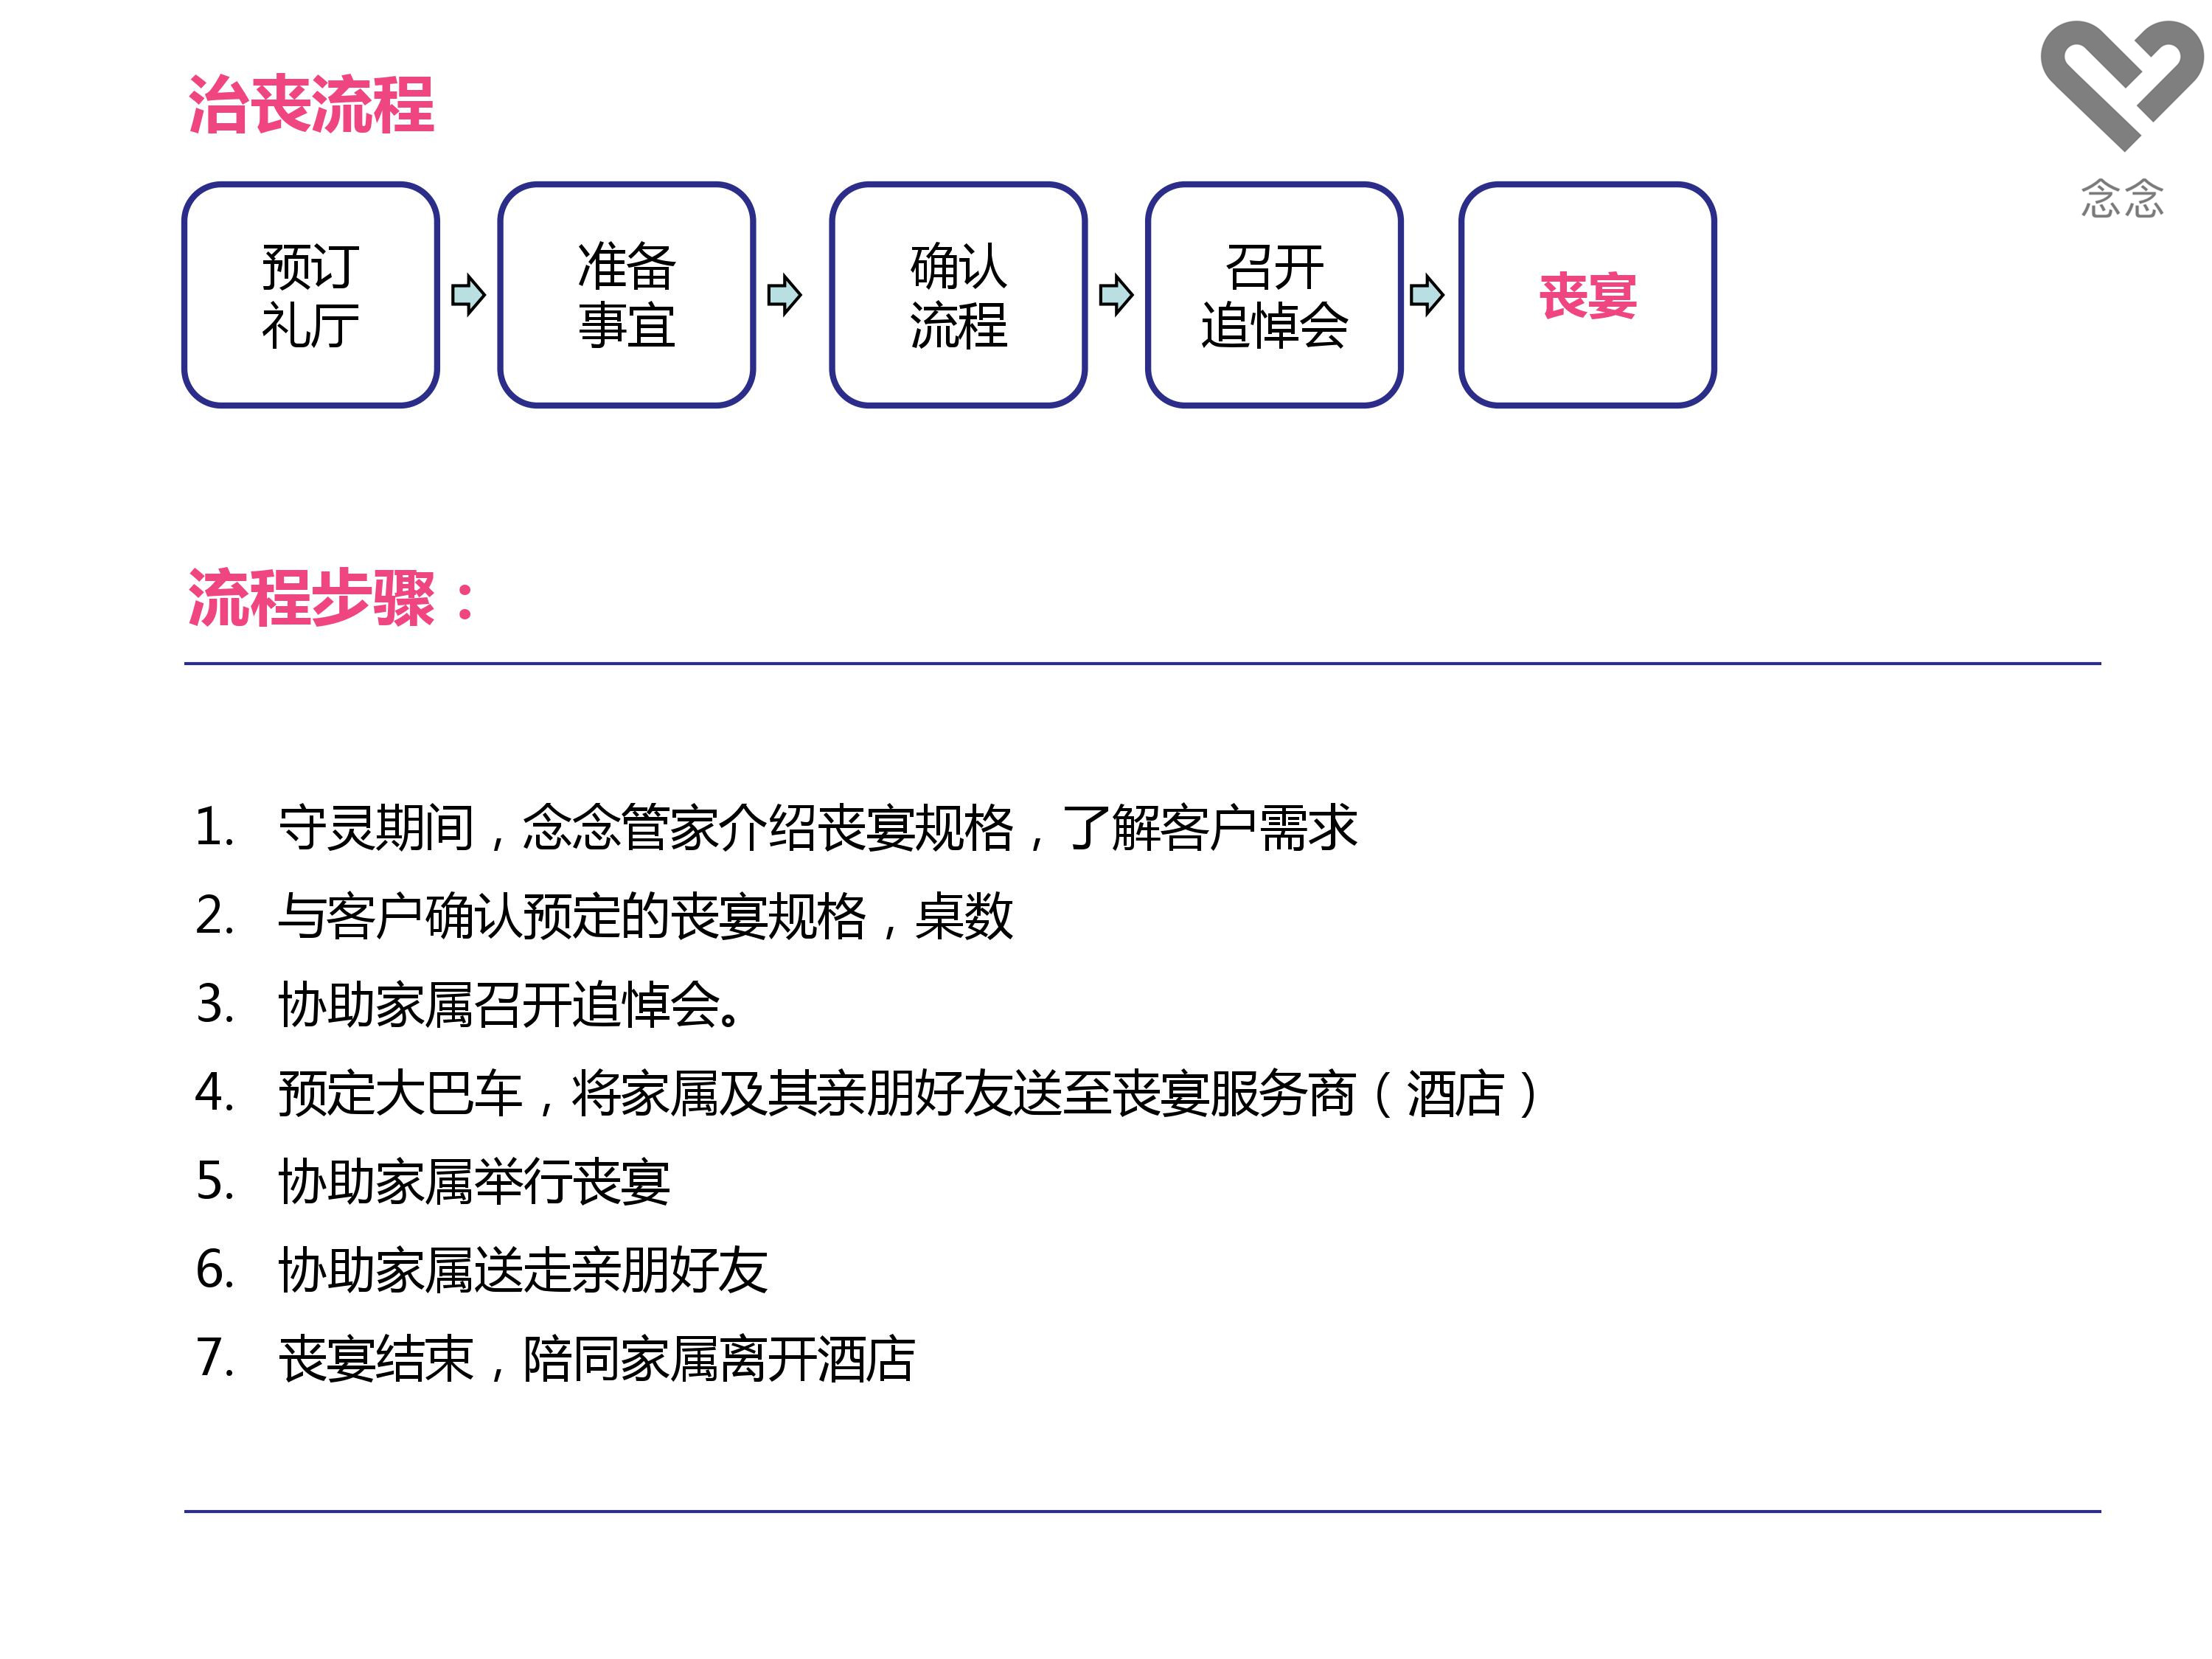 治丧流程
念念
预订
礼厅
准备
事宜
确认
流程
召开
追悼会
丧宴
流程步骤：
1. 守灵期间，念念管家介绍丧宴规格，了解客户需求
2. 与客户确认预定的丧宴规格，桌数
3. 协助家属召开追悼会。
4. 预定大巴车，将家属及其亲朋好友送至丧宴服务商（酒店）
5. 协助家属举行丧宴
6. 协助家属送走亲朋好友
7. 丧宴结束，陪同家属离开酒店